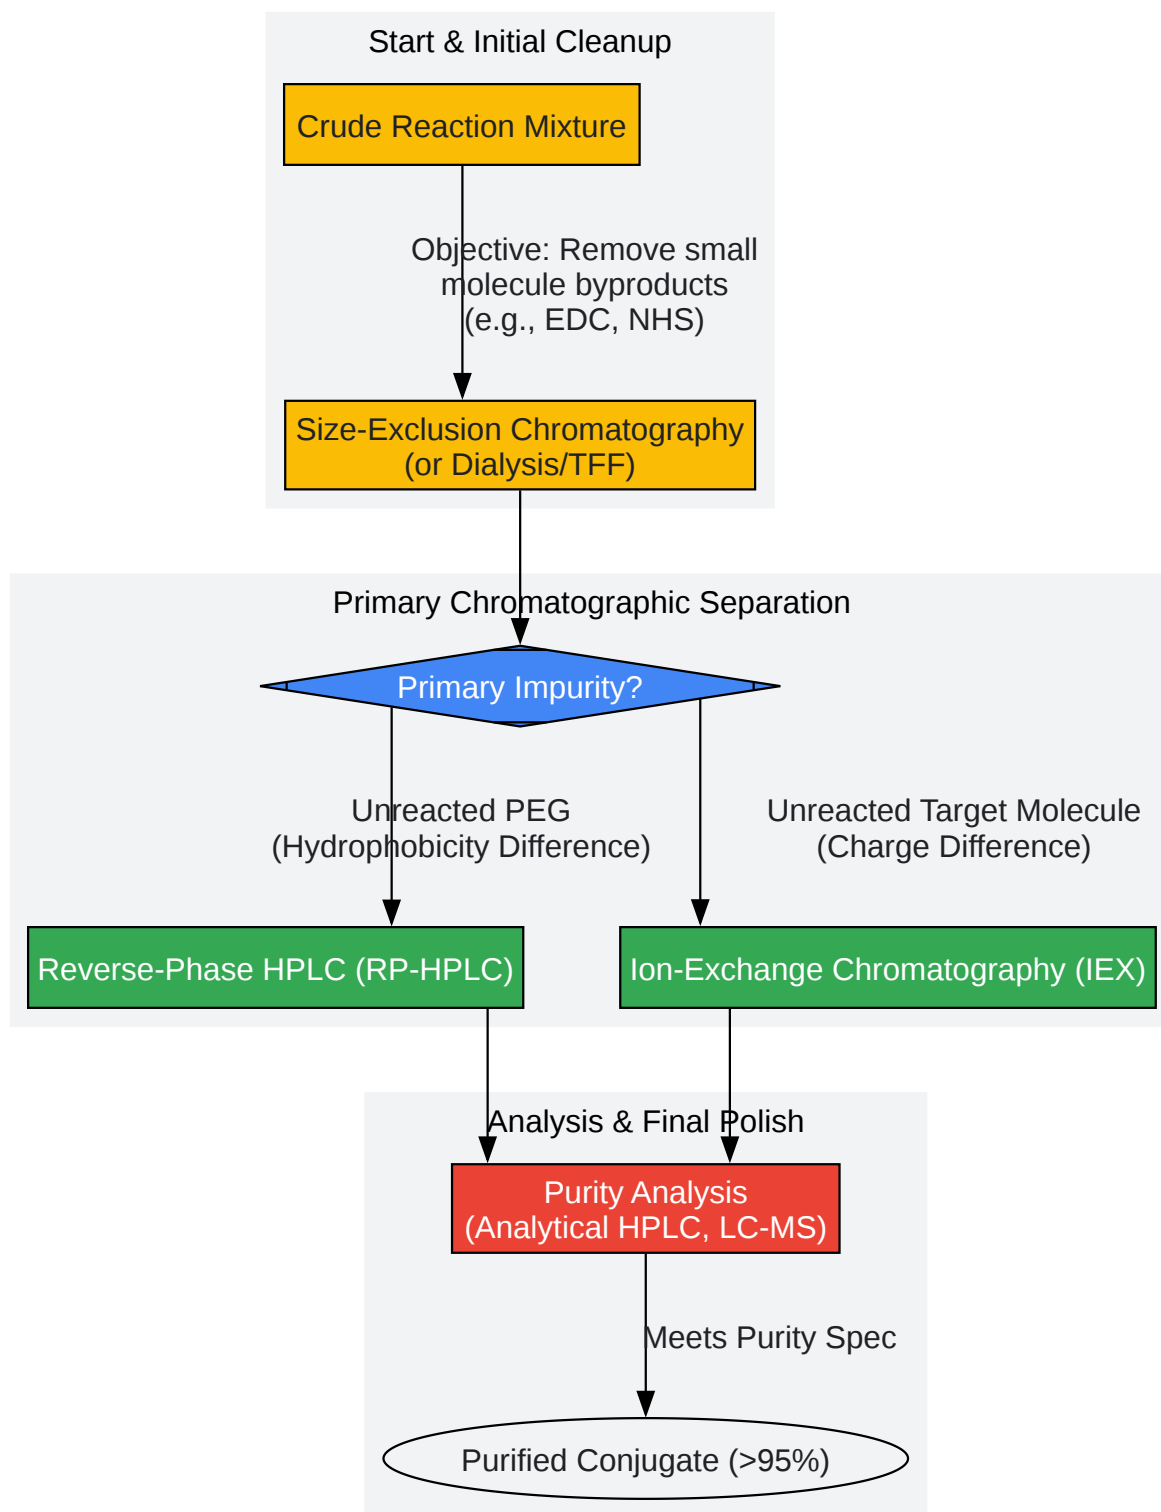 Start & Initial Cleanup
Crude Reaction Mixture
Objective: Remove small
molecule byproducts
(e.g., EDC, NHS)
Size-Exclusion Chromatography
(or Dialysis/TFF)
Primary Chromatographic Separation
Primary Impurity?
Unreacted PEG
(Hydrophobicity Difference)
Unreacted Target Molecule
(Charge Difference)
Reverse-Phase HPLC (RP-HPLC)
Ion-Exchange Chromatography (IEX)
Analysis & Final Polish
Purity Analysis
(Analytical HPLC, LC-MS)
Meets Purity Spec
Purified Conjugate (>95%)